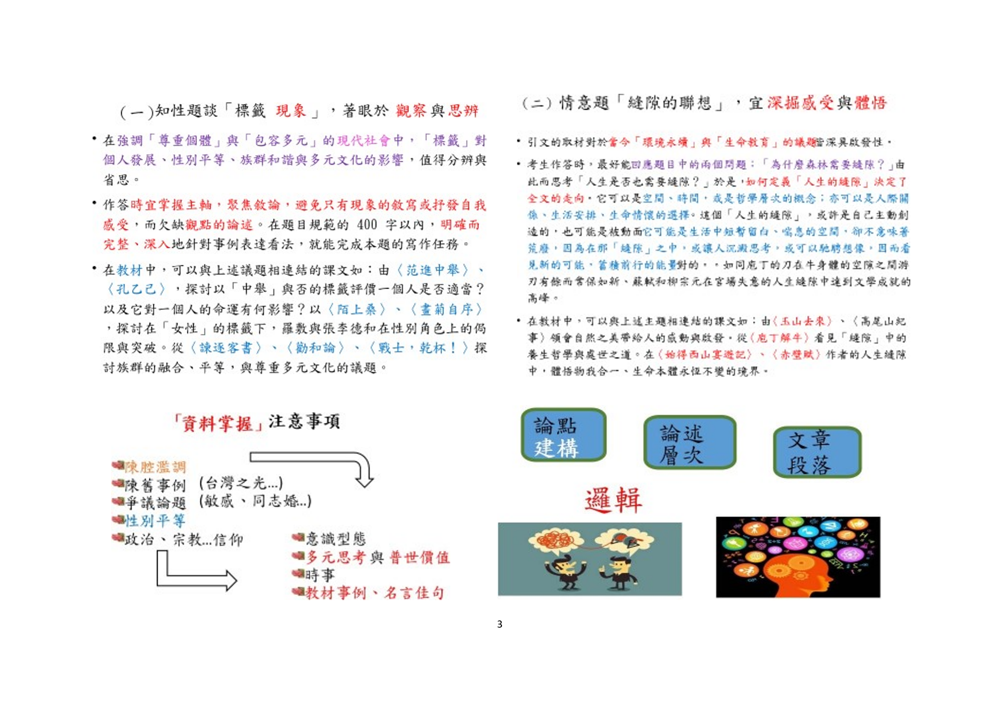 (一)知性題談「標籤 現象」，著眼於 觀察與思辨
• 在強調「尊重個體」與「包容多元」的現代社會中，「標籤」對
個人發展、性別平等、族群和諧與多元文化的影響，值得分辨與
省思。
• 作答時宜掌握主軸，聚焦敘論，避免只有現象的敘寫或抒發自我
感受，而欠缺觀點的論述。在題目規範的 400 字以內，明確而
完整、深入地針對事例表達看法，就能完成本題的寫作任務。
• 在教材中，可以與上述議題相連結的課文如：由〈范進中舉〉、
〈孔乙己〉，探討以「中舉」與否的標籤評價一個人是否適當？
以及它對一個人的命運有何影響？以〈陌上桑〉、〈畫菊自序〉
，探討在「女性」的標籤下，羅敷與張李德和在性別角色上的侷
限與突破。從〈諫逐客書〉、〈勸和論〉、〈戰士，乾杯！〉探
討族群的融合、平等，與尊重多元文化的議題。
(二) 情意題「縫隙的聯想」，宜深掘感受與體悟
• 引文的取材對於當今「環境永續」與「生命教育」的議題皆深具啟發性。
• 考生作答時，最好能回應題目中的兩個問題：「為什麼森林需要縫隙？」由
此而思考「人生是否也需要縫隙？」於是，如何定義「人生的縫隙」決定了
全文的走向。它可以是空間、時間，或是哲學層次的概念；亦可以是人際關
係、生活安排、生命情懷的選擇。這個「人生的縫隙」，或許是自己主動創
造的，也可能是被動面它可能是生活中短暫留白、喘息的空間，卻不意味著
荒廢，因為在那「縫隙」之中，或讓人沉澱思考，或可以馳騁想像，因而看
見新的可能，蓄積前行的能量對的。。如同庖丁的刀在牛身體的空隙之間游
刃有餘而常保如新、蘇軾和柳宗元在官場失意的人生縫隙中達到文學成就的
高峰。
• 在教材中，可以與上述主題相連結的課文如：由〈玉山去來〉、〈高尾山紀
事〉領會自然之美帶給人的感動與啟發。從〈庖丁解牛〉看見「縫隙」中的
養生哲學與處世之道。在〈始得西山宴遊記〉、〈赤壁賦〉作者的人生縫隙
中，體悟物我合一、生命本體永恆不變的境界。
「資料掌握」注意事項
陳腔濫調
陳舊事例 (台灣之光...)
爭議論題 (敏感、同志婚...)
性別平等
政治、宗教...信仰
意識型態
多元思考與普世價值
時事
教材事例、名言佳句
論點
建構
論述
層次
文章
段落
邏輯
3